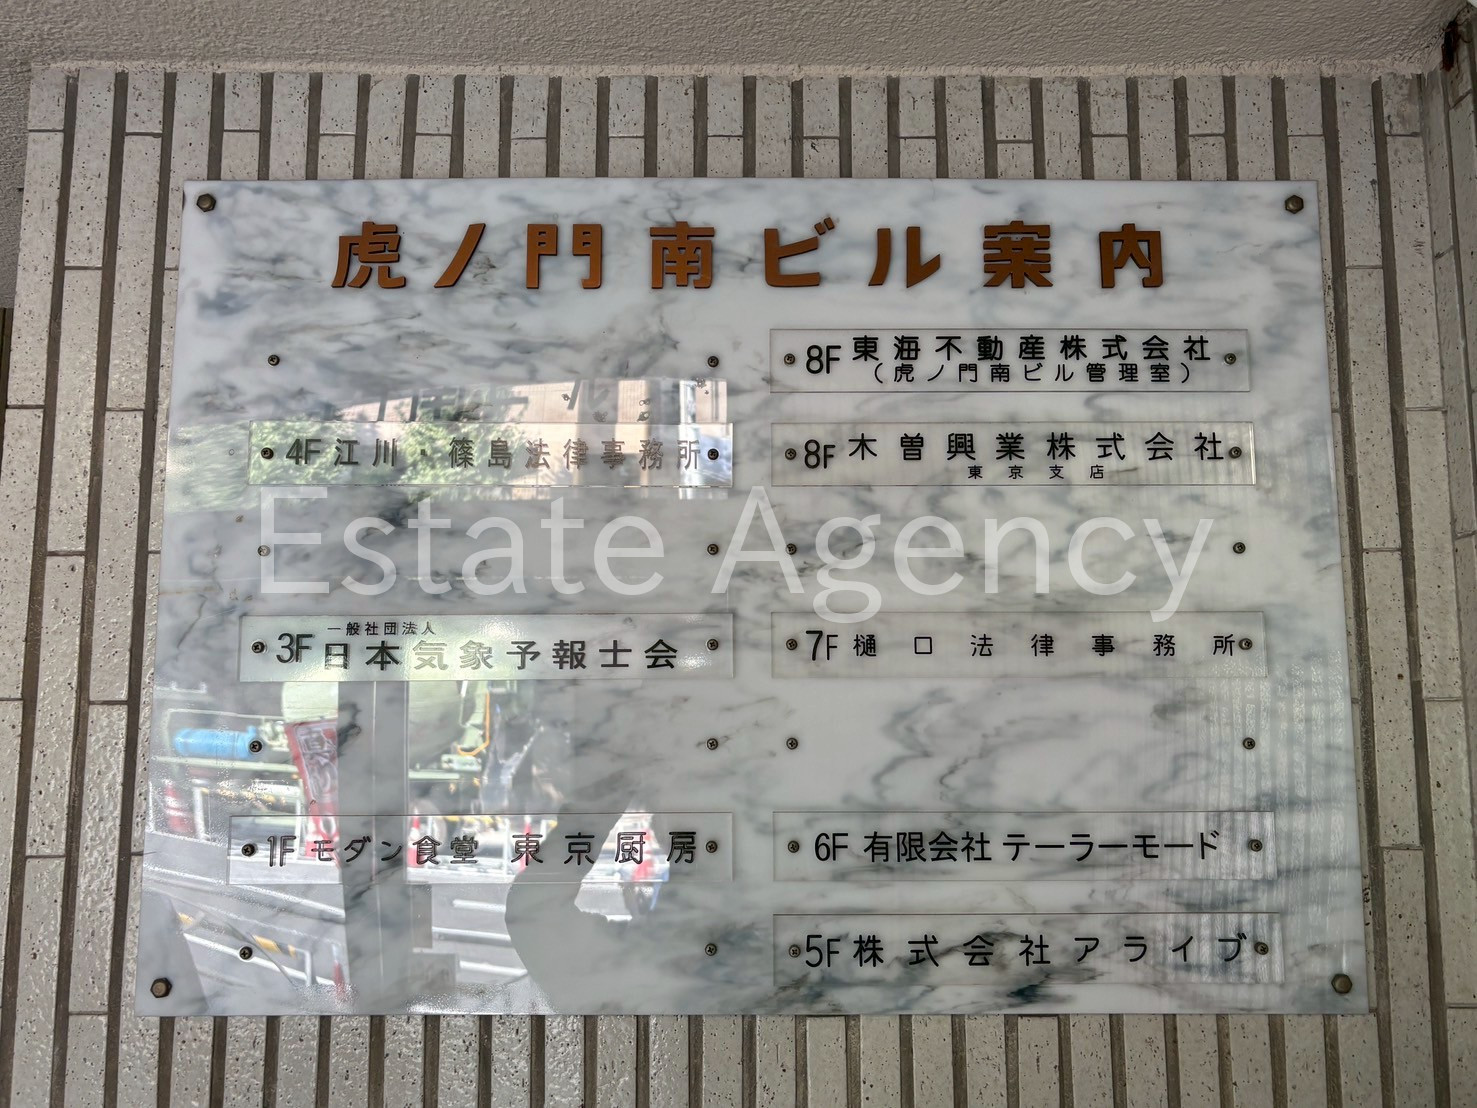 虎ノ門南ビル案内
8F 東海不動産株式会社
(虎ノ門南ビル管理室)
4F 江川・篠島法律事務所
8F 木曽興業株式会社
東京支店
Estate Agency
一般社団法人
3F 日本気象予報士会
7F 樋口法律事務所
1F モダン食堂 東京厨房
6F 有限会社 テーラーモード
5F 株式会社アライブ